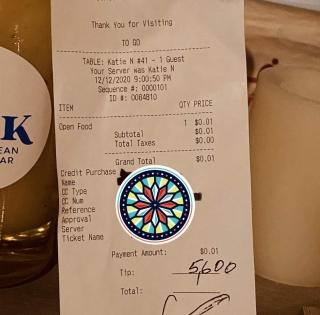 Thank You for Visiting
TO GO
TABLE: Katie N #41 - 1 Guest
Your Server was Katie N
12/12/2020 9:00:50 PM
Sequence #: 0000101
ID #: 0084810
ITEM QTY PRICE
Open Food 1 $0.01
Subtotal $0.01
Total Taxes $0.00
Grand Total $0.01
Credit Purchase
Name
CC Type
CC Num
Reference
Approval
Server
Ticket Name
Payment Amount: $0.01
Tip: 5600
Total:
K
EAN
AR